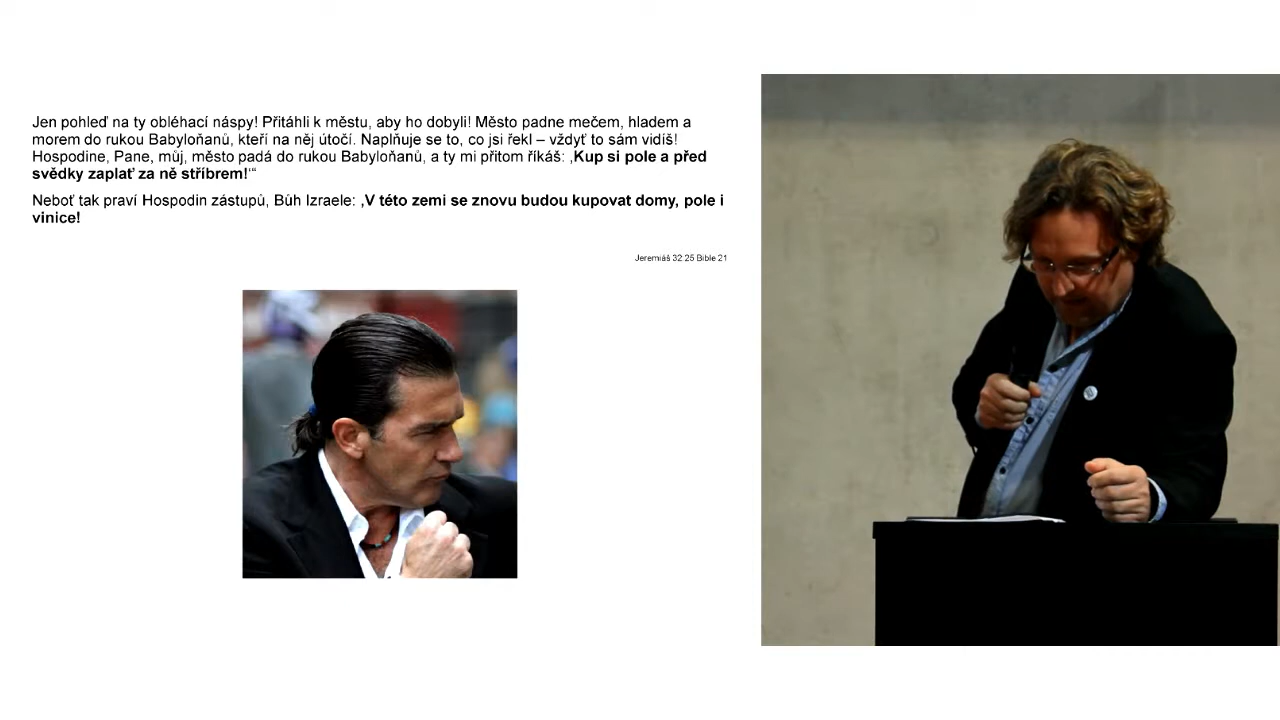 Jen pohleď na ty obléhací náspy! Přitáhli k městu, aby ho dobyli! Město padne mečem, hladem a
morem do rukou Babyloňanů, kteří na něj útočí. Naplňuje se to, co jsi řekl – vždyť to sám vidíš!
Hospodine, Pane, můj, město padá do rukou Babyloňanů, a ty mi přitom říkáš: ‚Kup si pole a před
svědky zaplať za ně stříbrem!‘“
Neboť tak praví Hospodin zástupů, Bůh Izraele: ‚V této zemi se znovu budou kupovat domy, pole i
vinice!
Jeremiáš 32:25 Bible 21